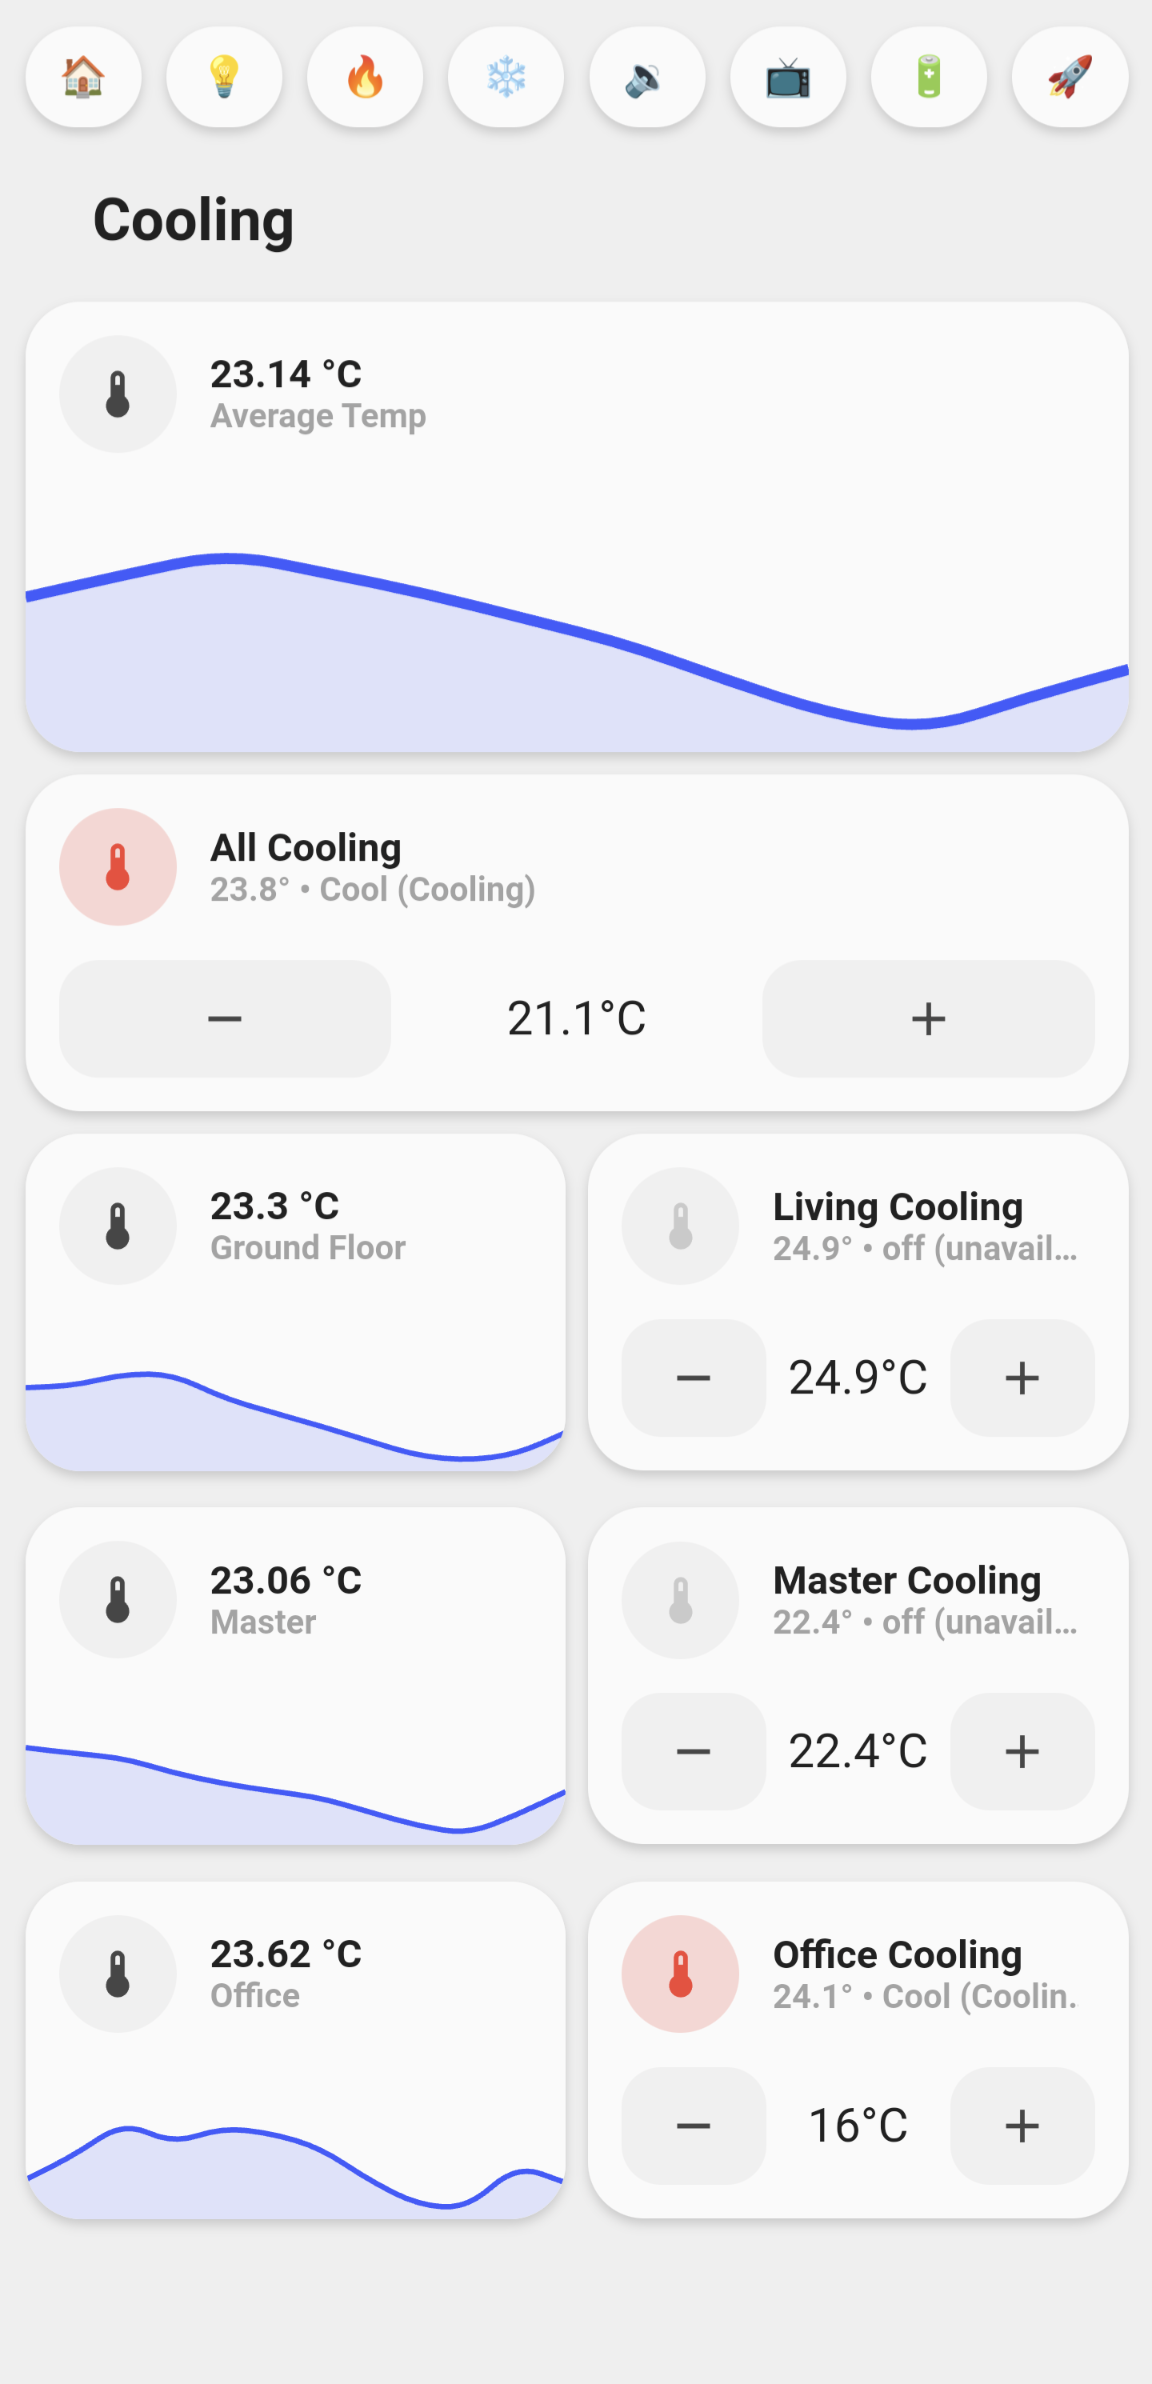 Cooling
23.14 °C
Average Temp
All Cooling
23.8° • Cool (Cooling)
21.1°C
23.3 °C
Ground Floor
Living Cooling
24.9° • off (unavail...
24.9°C
23.06 °C
Master
Master Cooling
22.4° • off (unavail...
22.4°C
23.62 °C
Office
Office Cooling
24.1° • Cool (Coolin.
16°C